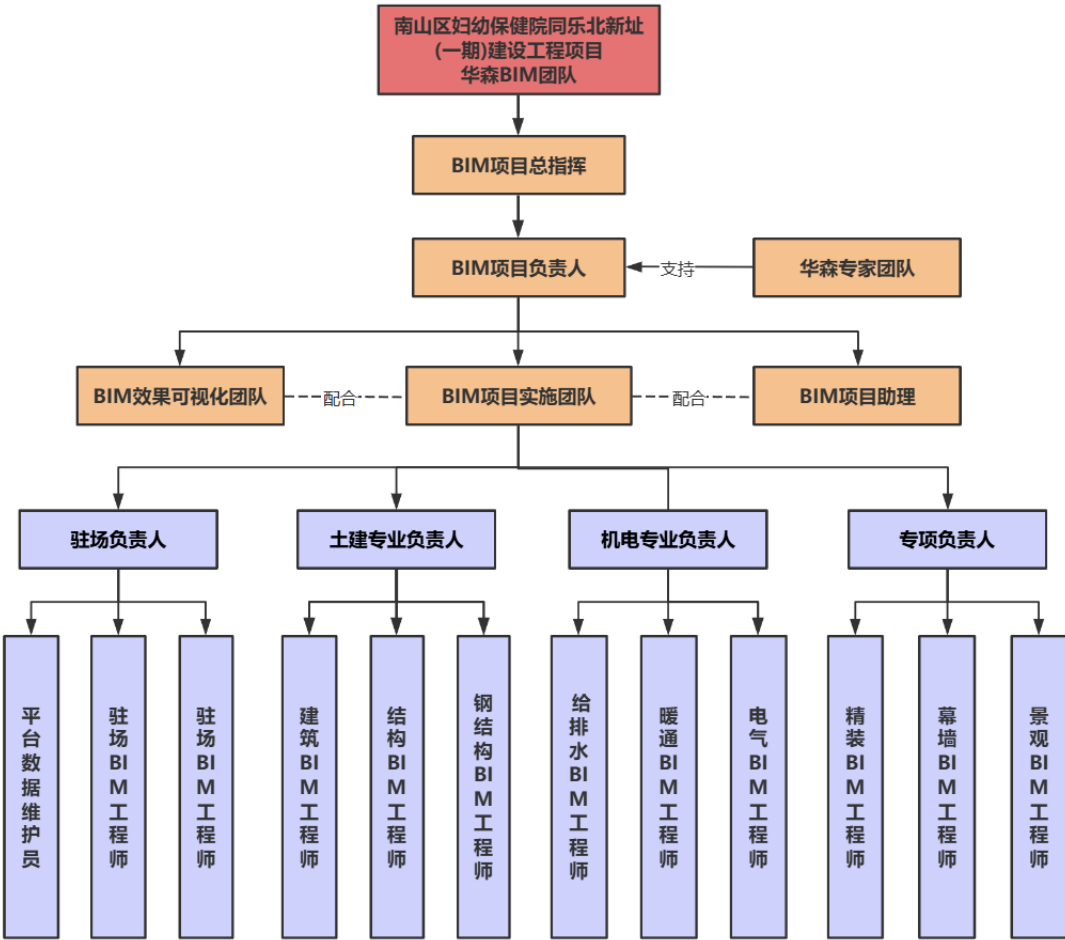 南山区妇幼保健院同乐北新址
(一期)建设工程项目
华森BIM团队
BIM项目总指挥
BIM项目负责人
支持
华森专家团队
BIM效果可视化团队
配合
BIM项目实施团队
配合
BIM项目助理
驻场负责人
土建专业负责人
机电专业负责人
专项负责人
平台数据维护员
驻场BIM工程师
驻场BIM工程师
建筑BIM工程师
结构BIM工程师
钢结构BIM工程师
给排水BIM工程师
暖通BIM工程师
电气BIM工程师
精装BIM工程师
幕墙BIM工程师
景观BIM工程师